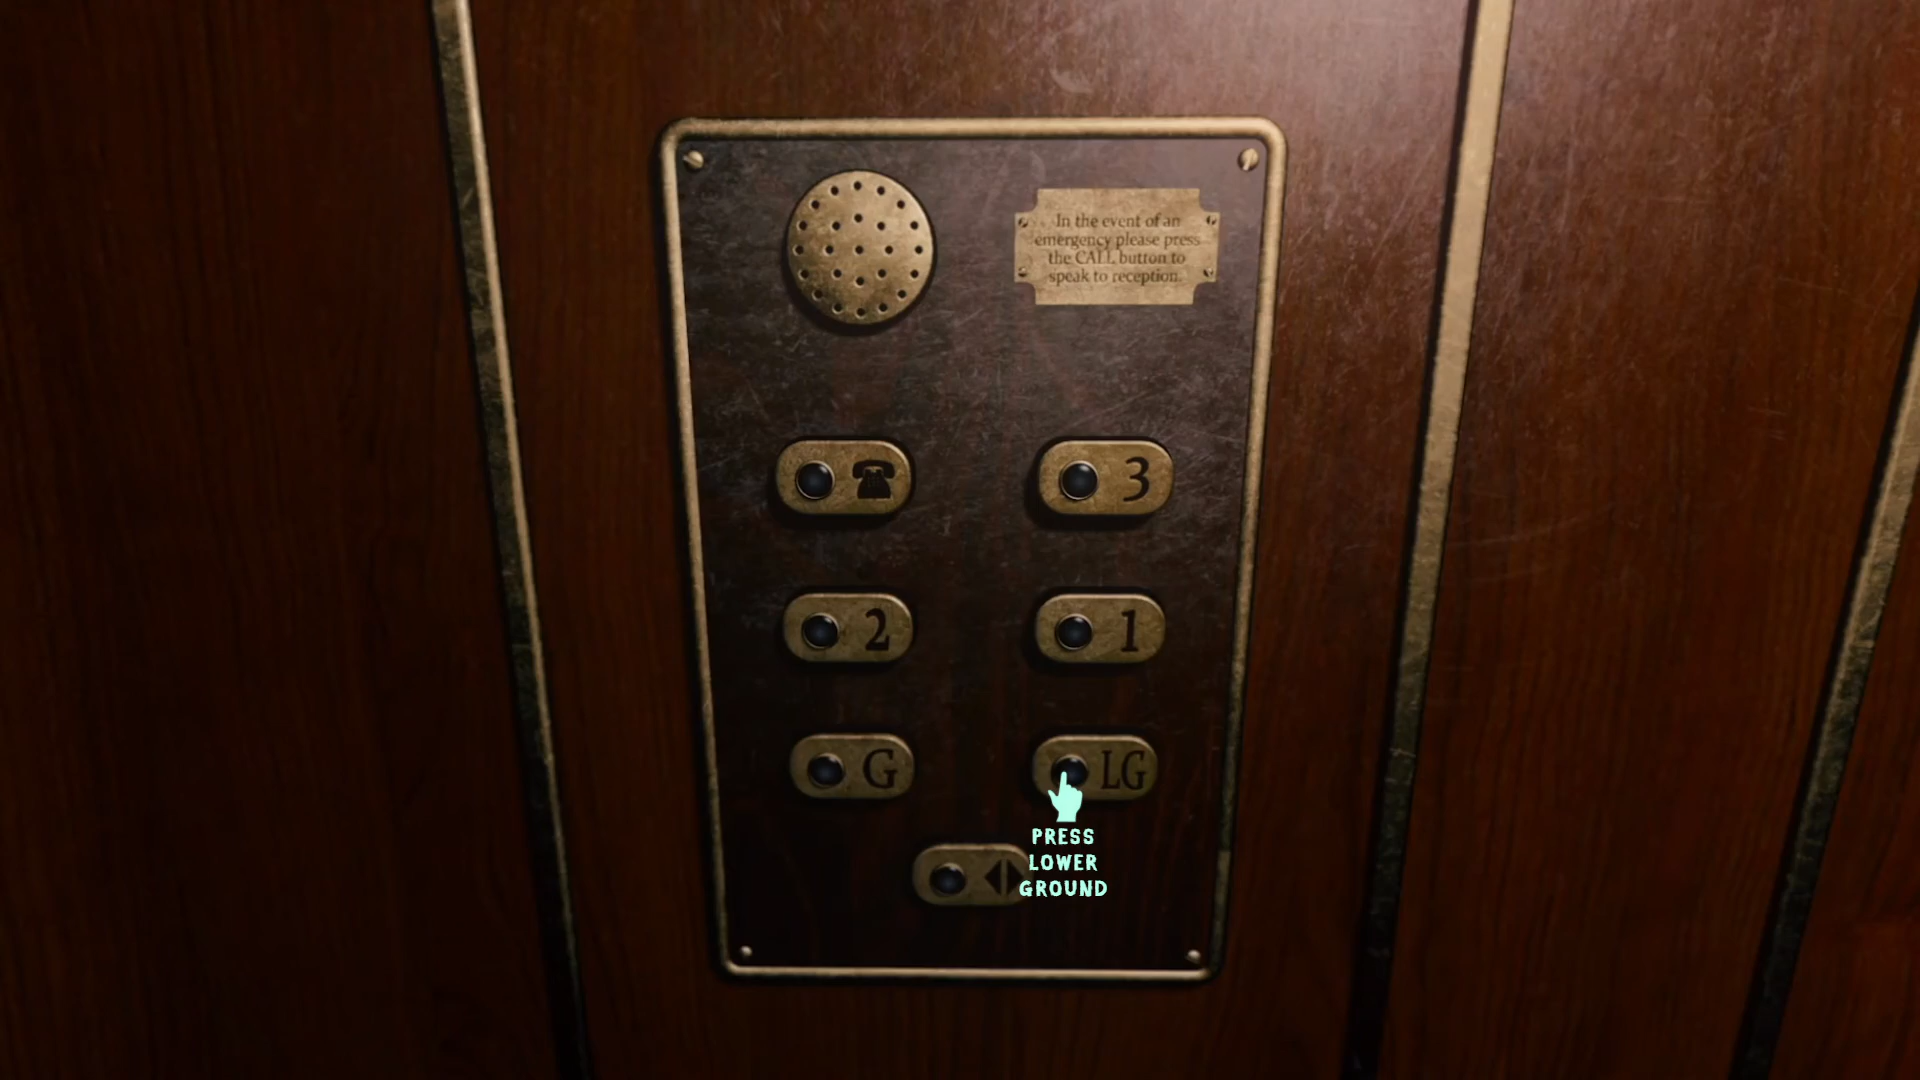 In the event of an
emergency please press
the CALL button to
speak to reception.
3
2
1
G
LG
PRESS
LOWER
GROUND